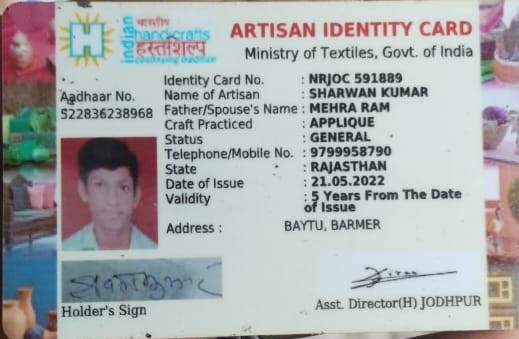 भारतीय
indian handicrafts
हस्तशिल्प
continuing tradition
ARTISAN IDENTITY CARD
Ministry of Textiles, Govt. of India
Identity Card No. : NRJOC 591889
Aadhaar No.
522836238968
Name of Artisan : SHARWAN KUMAR
Father/Spouse's Name : MEHRA RAM
Craft Practiced : APPLIQUE
Status : GENERAL
Telephone/Mobile No. : 9799958790
State : RAJASTHAN
Date of Issue : 21.05.2022
Validity : 5 Years From The Date
of Issue
Address : BAYTU, BARMER
Holder's Sign
Asst. Director(H) JODHPUR